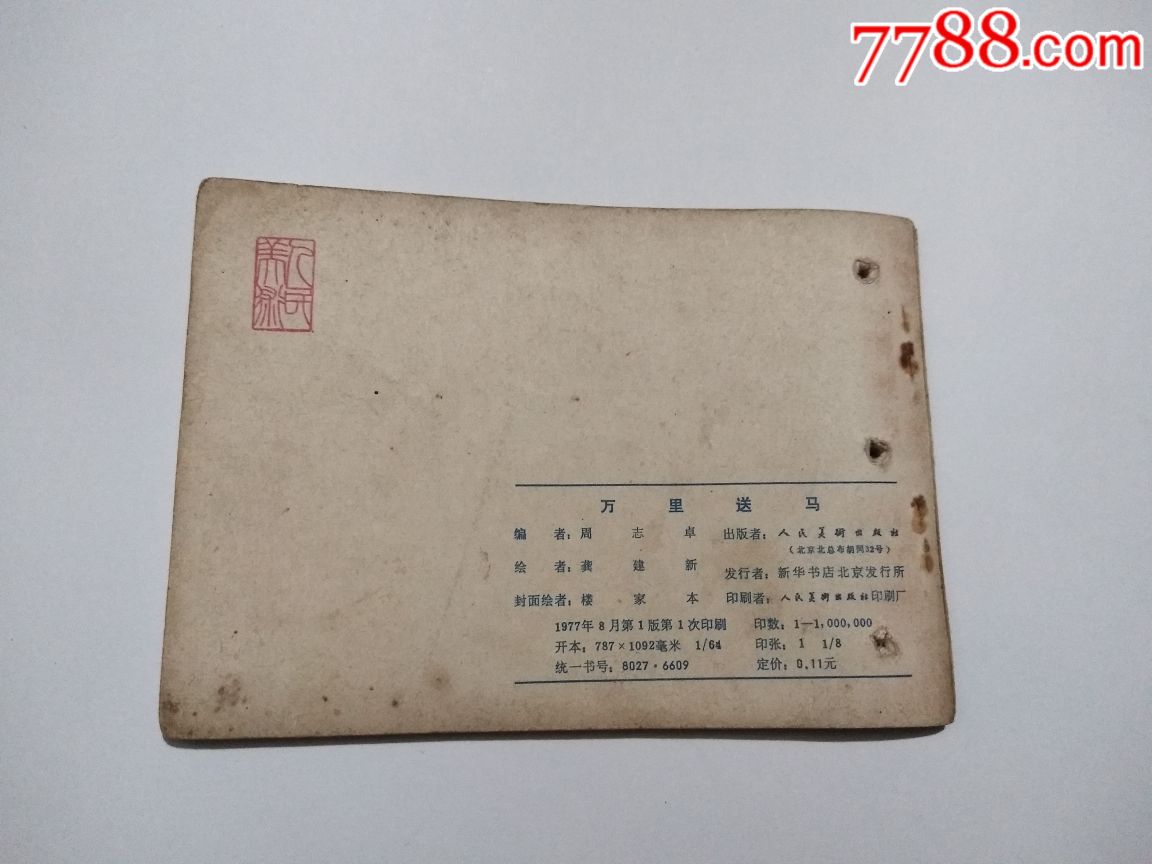 7788.com
人民美术
万里送马
编者：周志卓 出版者：人民美術出版社
（北京北总布胡同32号）
绘者：龚建新 发行者：新华书店北京发行所
封面绘者：楼家本 印刷者：人民美術出版社印刷厂
1977年8月第1版第1次印刷 印数：1—1,000,000
开本：787×1092毫米 1/64 印张：1 1/8
统一书号：8027·6609 定价：0.11元